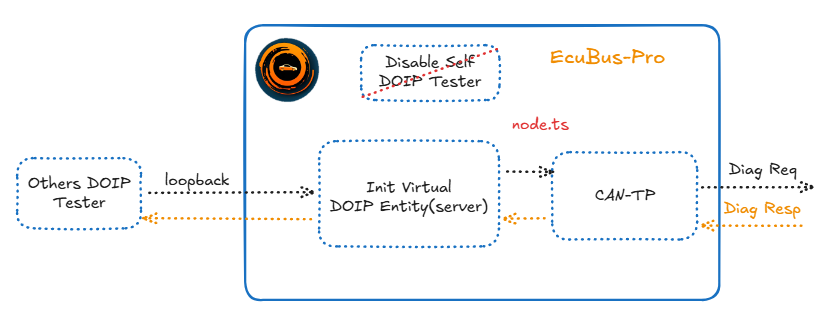 EcuBus-Pro
Disable Self
DOIP Tester
node.ts
Others DOIP
Tester
loopback
Init Virtual
DOIP Entity(server)
CAN-TP
Diag Req
Diag Resp